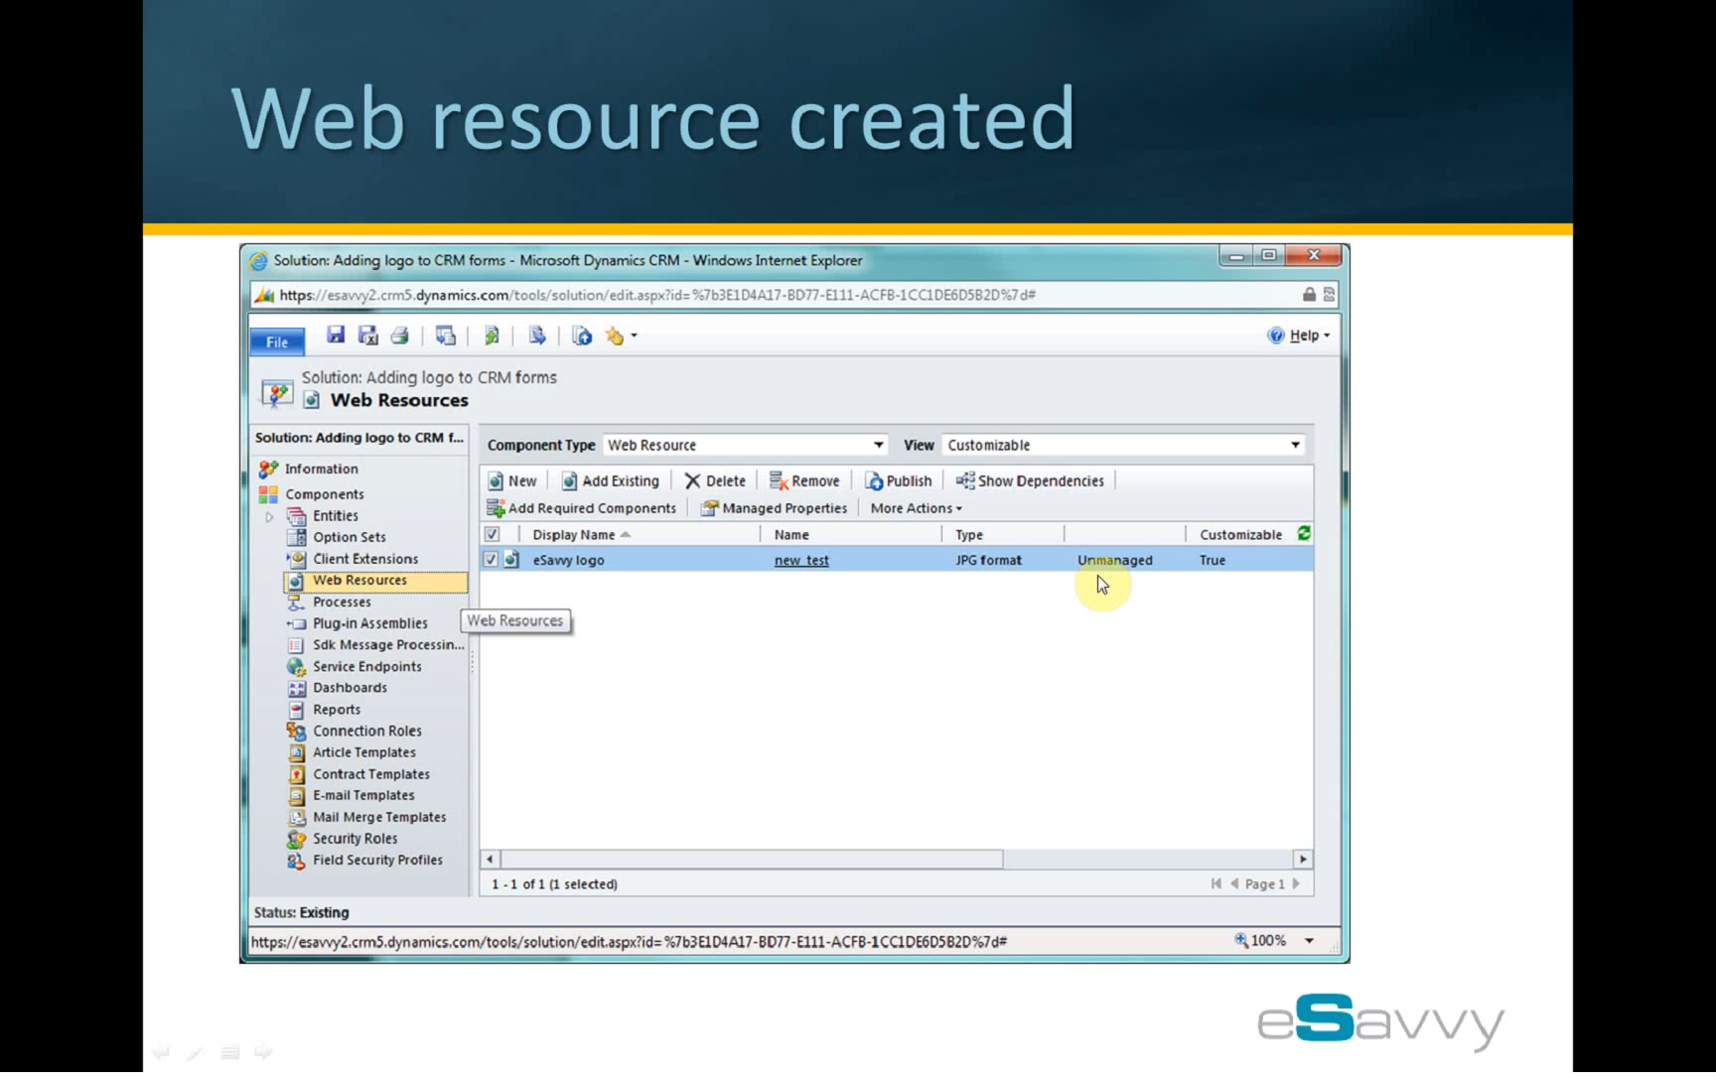 Web resource created
Solution: Adding logo to CRM forms - Microsoft Dynamics CRM - Windows Internet Explorer
https://esavvy2.crm5.dynamics.com/tools/solution/edit.aspx?id=%7b3E1D4A17-BD77-E111-ACFB-1CC1DE6D5B2D%7d#
File
Help
Solution: Adding logo to CRM forms
Web Resources
Solution: Adding logo to CRM f...
Information
Components
Entities
Option Sets
Client Extensions
Web Resources
Processes
Plug-in Assemblies
Sdk Message Processin...
Service Endpoints
Dashboards
Reports
Connection Roles
Article Templates
Contract Templates
E-mail Templates
Mail Merge Templates
Security Roles
Field Security Profiles
Web Resources
Component Type Web Resource View Customizable
New Add Existing Delete Remove Publish Show Dependencies
Add Required Components Managed Properties More Actions
Display Name Name Type Customizable
eSavvy logo new_test JPG format Unmanaged True
1 - 1 of 1 (1 selected) Page 1
Status: Existing
https://esavvy2.crm5.dynamics.com/tools/solution/edit.aspx?id=%7b3E1D4A17-BD77-E111-ACFB-1CC1DE6D5B2D%7d# 100%
eSavvy